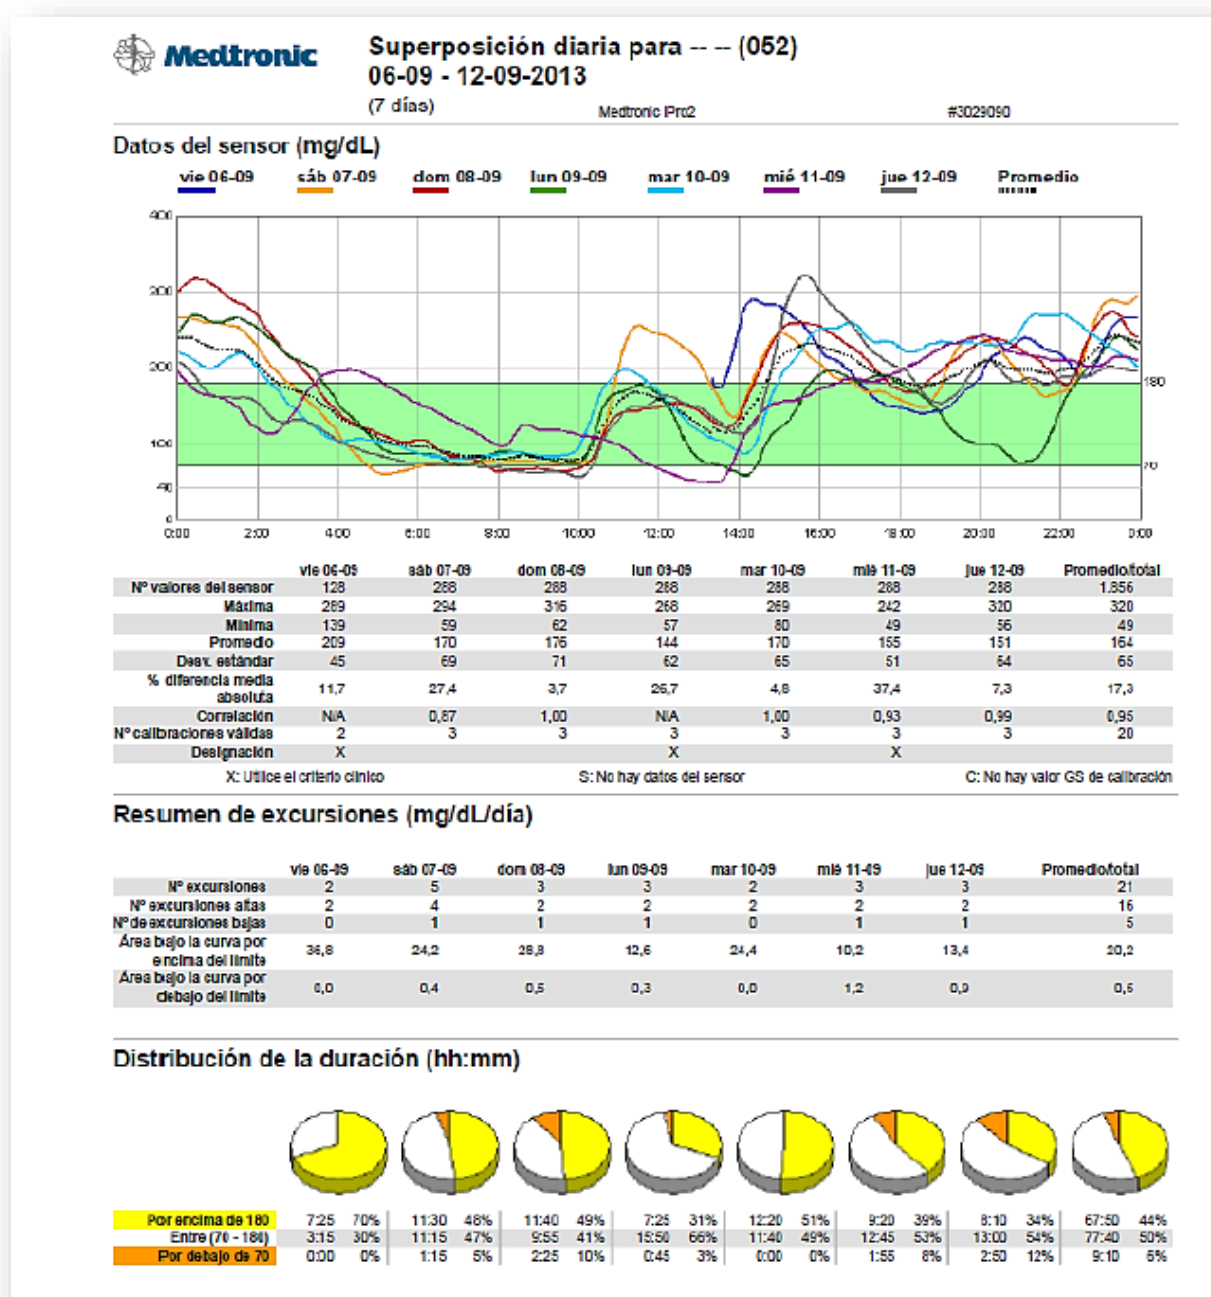 Medtronic
Superposición diaria para -- -- (052)
06-09 - 12-09-2013
(7 días)
Medtronic iPro2 #3029090
Datos del sensor (mg/dL)
vie 06-09 sáb 07-09 dom 08-09 lun 09-09 mar 10-09 mié 11-09 jue 12-09 Promedio
400
300
200
180
100
70
40
0
0:00 2:00 4:00 6:00 8:00 10:00 12:00 14:00 16:00 18:00 20:00 22:00 0:00
vie 06-09 sáb 07-09 dom 08-09 lun 09-09 mar 10-09 mié 11-09 jue 12-09 Promedio/total
Nº valores del sensor 128 288 288 288 288 288 288 1.856
Máxima 289 294 316 268 269 242 320 320
Mínima 139 59 62 57 80 49 56 49
Promedio 209 170 176 144 170 155 151 164
Desv. estándar 45 69 71 62 65 51 64 65
% diferencia media
absoluta 11,7 27,4 3,7 26,7 4,8 37,4 7,3 17,3
Correlación N/A 0,87 1,00 N/A 1,00 0,93 0,99 0,95
Nº calibraciones válidas 2 3 3 3 3 3 3 20
Designación X X X
X: Utilice el criterio clínico S: No hay datos del sensor C: No hay valor GS de calibración
Resumen de excursiones (mg/dL/día)
vie 06-09 sáb 07-09 dom 08-09 lun 09-09 mar 10-09 mié 11-09 jue 12-09 Promedio/total
Nº excursiones 2 5 3 3 2 3 3 21
Nº excursiones altas 2 4 2 2 2 2 2 16
Nº de excursiones bajas 0 1 1 1 0 1 1 5
Área bajo la curva por
encima del límite 36,8 24,2 28,8 12,6 24,4 10,2 13,4 20,2
Área bajo la curva por
debajo del límite 0,0 0,4 0,5 0,3 0,0 1,2 0,9 0,5
Distribución de la duración (hh:mm)
Por encima de 180 7:25 70% 11:30 48% 11:40 49% 7:25 31% 12:20 51% 9:20 39% 8:10 34% 67:50 44%
Entre (70 - 180) 3:15 30% 11:15 47% 9:55 41% 15:50 66% 11:40 49% 12:45 53% 13:00 54% 77:40 50%
Por debajo de 70 0:00 0% 1:15 5% 2:25 10% 0:45 3% 0:00 0% 1:55 8% 2:50 12% 9:10 6%